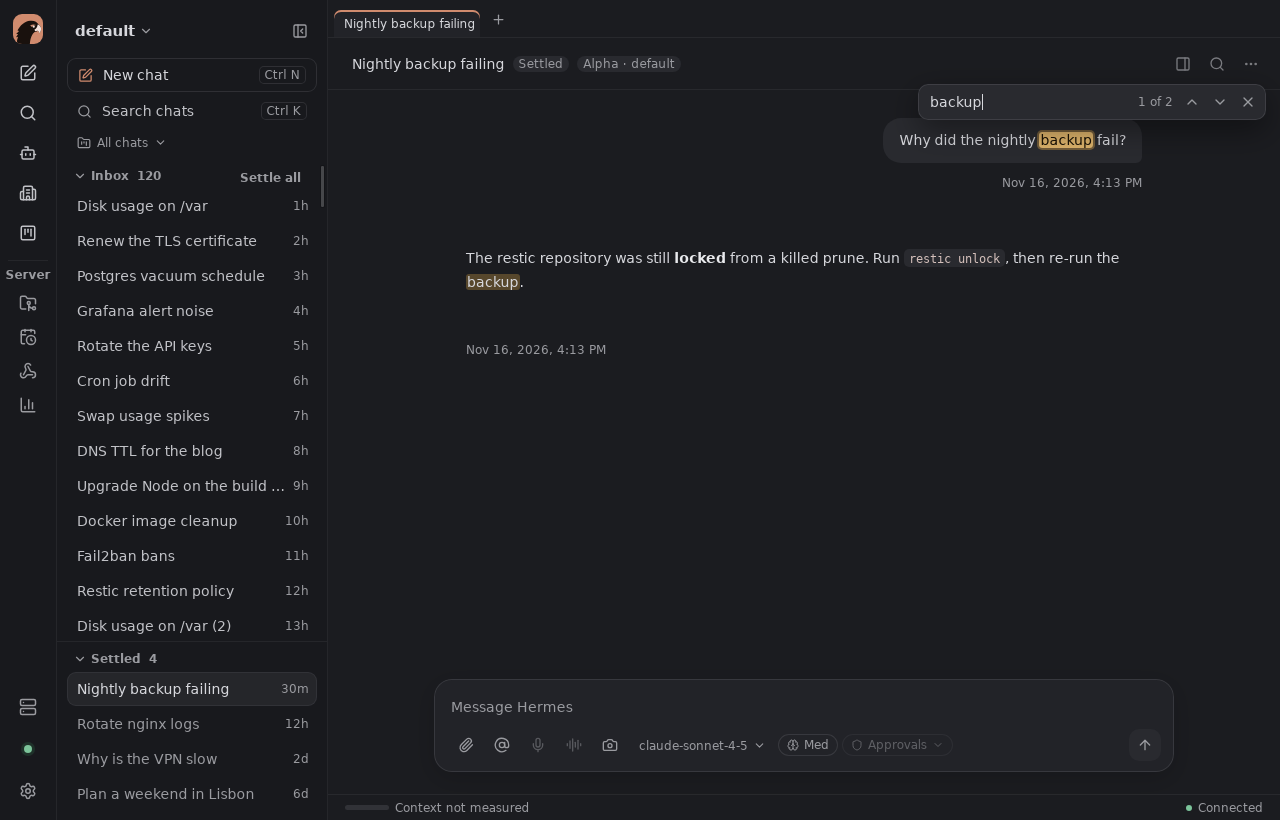 default
New chat
Ctrl N
Search chats
Ctrl K
All chats
Inbox 120
Settle all
Disk usage on /var 1h
Renew the TLS certificate 2h
Postgres vacuum schedule 3h
Grafana alert noise 4h
Rotate the API keys 5h
Cron job drift 6h
Swap usage spikes 7h
DNS TTL for the blog 8h
Upgrade Node on the build ... 9h
Docker image cleanup 10h
Fail2ban bans 11h
Restic retention policy 12h
Disk usage on /var (2) 13h
Settled 4
Nightly backup failing 30m
Rotate nginx logs 12h
Why is the VPN slow 2d
Plan a weekend in Lisbon 6d
Server
Nightly backup failing
Nightly backup failing Settled Alpha · default
backup 1 of 2
Why did the nightly backup fail?
Nov 16, 2026, 4:13 PM
The restic repository was still locked from a killed prune. Run restic unlock, then re-run the
backup.
Nov 16, 2026, 4:13 PM
Message Hermes
claude-sonnet-4-5 Med Approvals
Context not measured
Connected